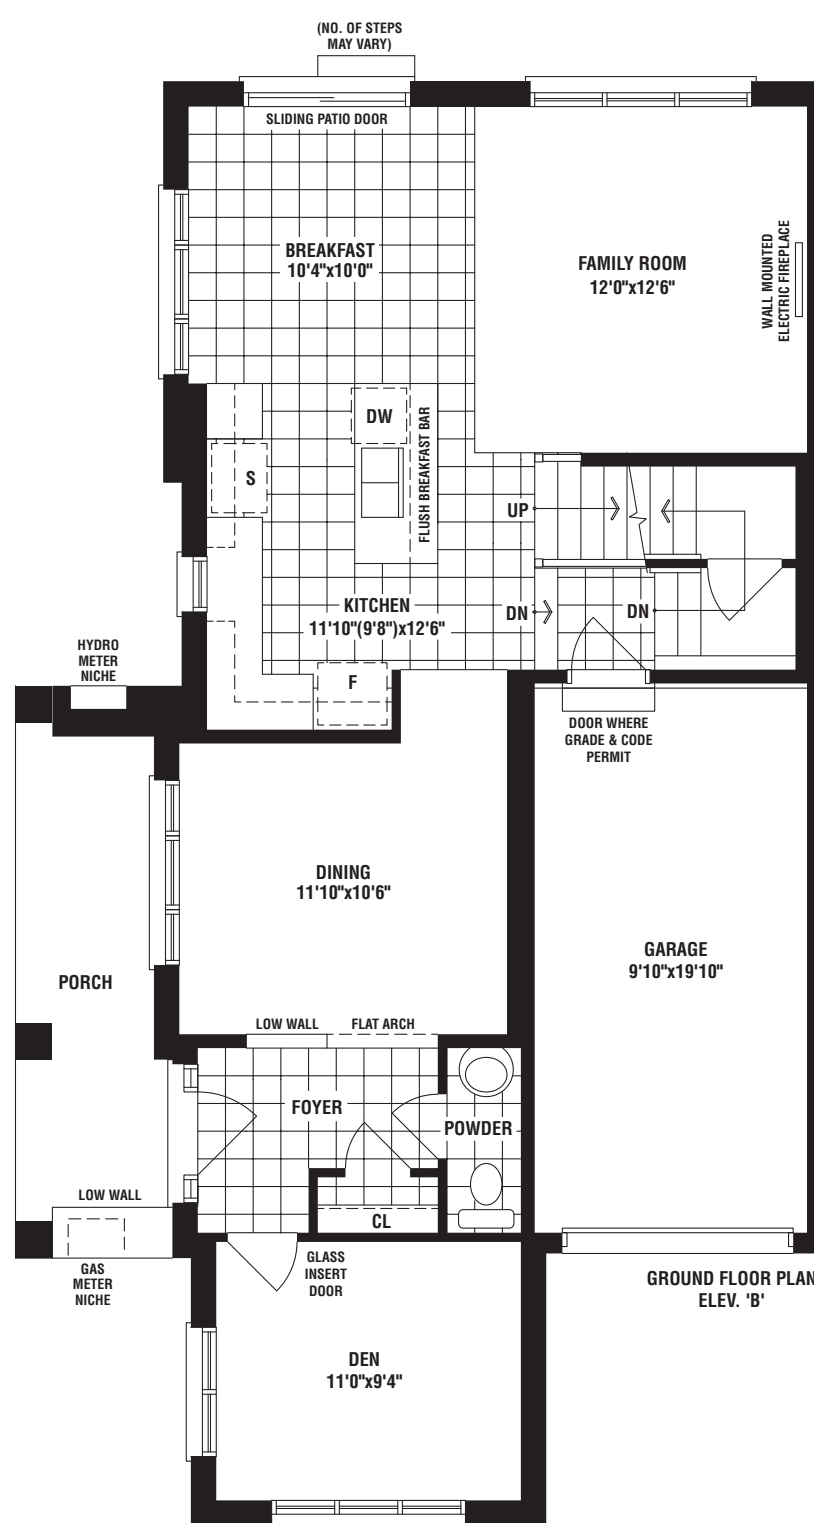 (NO. OF STEPS
MAY VARY)
SLIDING PATIO DOOR
BREAKFAST
10'4"x10'0"
FAMILY ROOM
12'0"x12'6"
WALL MOUNTED
ELECTRIC FIREPLACE
DW
FLUSH BREAKFAST BAR
S
UP
KITCHEN
11'10"(9'8")x12'6"
DN
DN
HYDRO
METER
NICHE
F
DOOR WHERE
GRADE & CODE
PERMIT
DINING
11'10"x10'6"
GARAGE
9'10"x19'10"
PORCH
LOW WALL
FLAT ARCH
FOYER
POWDER
LOW WALL
CL
GAS
METER
NICHE
GLASS
INSERT
DOOR
GROUND FLOOR PLAN
ELEV. 'B'
DEN
11'0"x9'4"